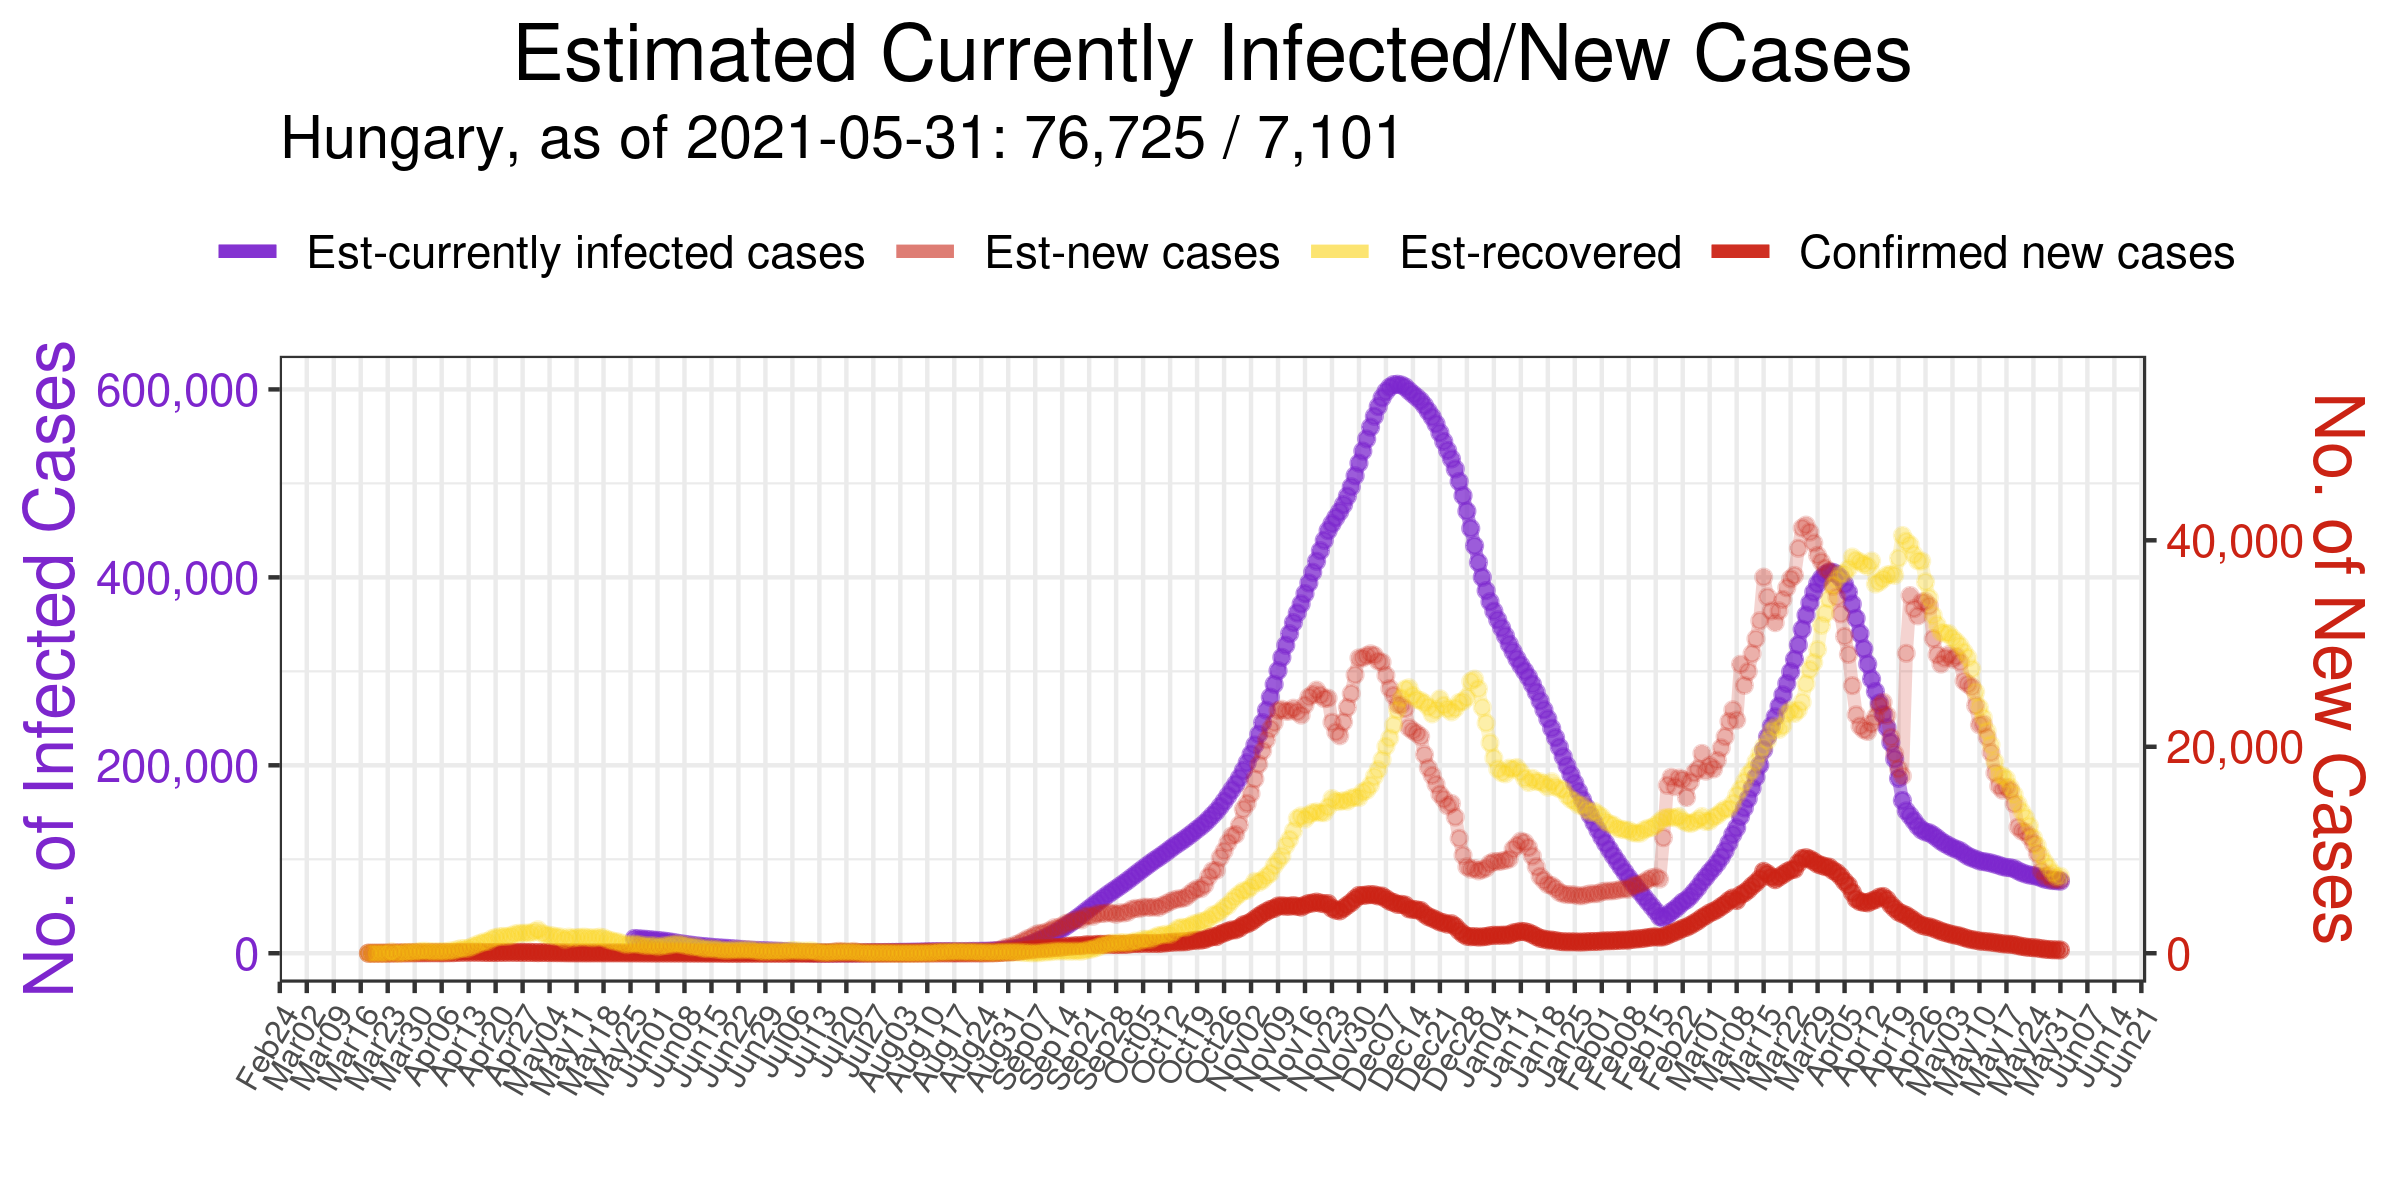 Estimated Currently Infected/New Cases
Hungary, as of 2021-05-31: 76,725 / 7,101
Est-currently infected cases Est-new cases Est-recovered Confirmed new cases
No. of Infected Cases
600,000
400,000
200,000
0
No. of New Cases
40,000
20,000
0
Feb24 Mar02 Mar09 Mar16 Mar23 Mar30 Apr06 Apr13 Apr20 Apr27 May04 May11 May18 May25 Jun01 Jun08 Jun15 Jun22 Jun29 Jul06 Jul13 Jul20 Jul27 Aug03 Aug10 Aug17 Aug24 Aug31 Sep07 Sep14 Sep21 Sep28 Oct05 Oct12 Oct19 Oct26 Nov02 Nov09 Nov16 Nov23 Nov30 Dec07 Dec14 Dec21 Dec28 Jan04 Jan11 Jan18 Jan25 Feb01 Feb08 Feb15 Feb22 Mar01 Mar08 Mar15 Mar22 Mar29 Apr05 Apr12 Apr19 Apr26 May03 May10 May17 May24 May31 Jun07 Jun14 Jun21